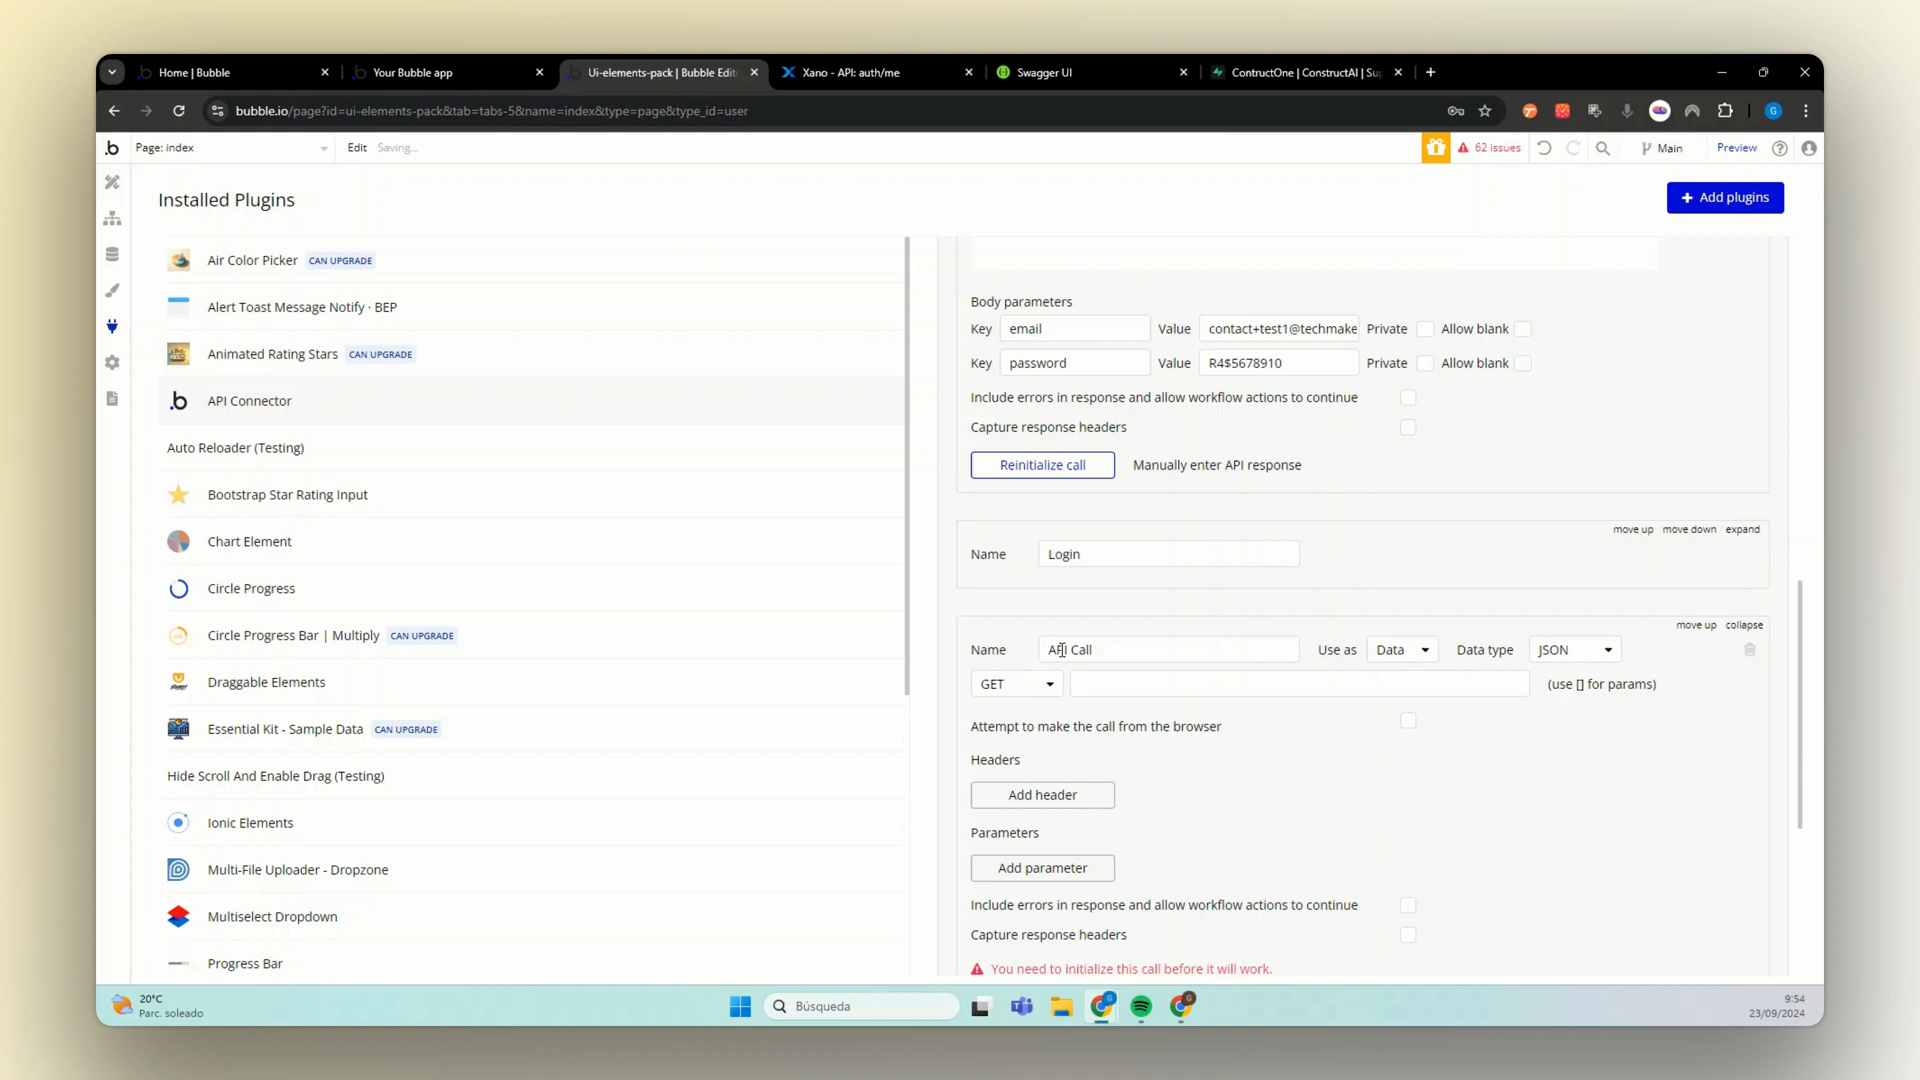 Home | Bubble
Your Bubble app
Ui-elements-pack | Bubble Edit
Xano - API: auth/me
Swagger UI
ContructOne | ConstructAI | Su
bubble.io/page?id=ui-elements-pack&tab=tabs-5&name=index&type=page&type_id=user
Page: index
Edit
Saving...
62 issues
Main
Preview
Installed Plugins
+ Add plugins
Air Color Picker CAN UPGRADE
Alert Toast Message Notify · BEP
Animated Rating Stars CAN UPGRADE
API Connector
Auto Reloader (Testing)
Bootstrap Star Rating Input
Chart Element
Circle Progress
Circle Progress Bar | Multiply CAN UPGRADE
Draggable Elements
Essential Kit - Sample Data CAN UPGRADE
Hide Scroll And Enable Drag (Testing)
Ionic Elements
Multi-File Uploader - Dropzone
Multiselect Dropdown
Progress Bar
Body parameters
Key email Value contact+test1@techmake Private Allow blank
Key password Value R4$5678910 Private Allow blank
Include errors in response and allow workflow actions to continue
Capture response headers
Reinitialize call Manually enter API response
move up move down expand
Name Login
move up collapse
Name API Call Use as Data Data type JSON
GET (use [] for params)
Attempt to make the call from the browser
Headers
Add header
Parameters
Add parameter
Include errors in response and allow workflow actions to continue
Capture response headers
You need to initialize this call before it will work.
20°C
Parc. soleado
Búsqueda
9:54
23/09/2024